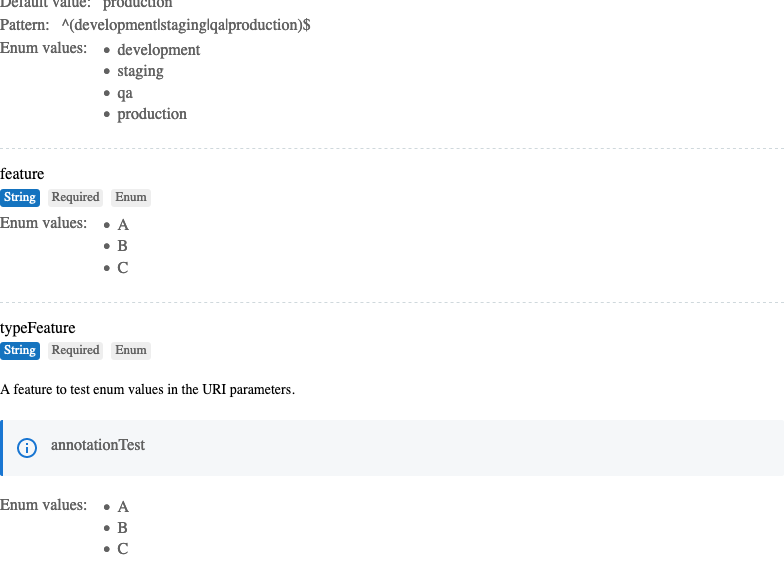 Default value: production
Pattern: ^(development|staging|qa|production)$
Enum values: • development
• staging
• qa
• production
feature
String Required Enum
Enum values: • A
• B
• C
typeFeature
String Required Enum
A feature to test enum values in the URI parameters.
annotationTest
Enum values: • A
• B
• C